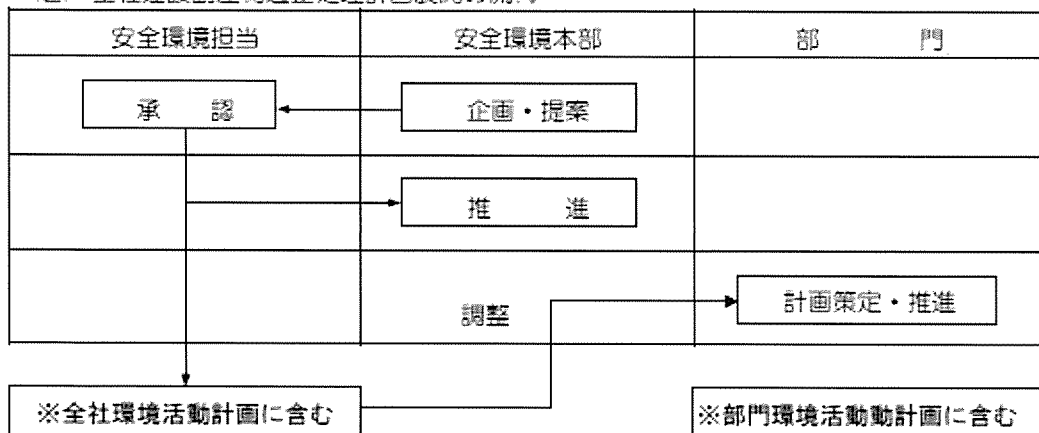 安全環境担当 安全環境本部 部 門
承 認 企画・提案
推 進
調整 計画策定・推進
※全社環境活動計画に含む ※部門環境活動動計画に含む